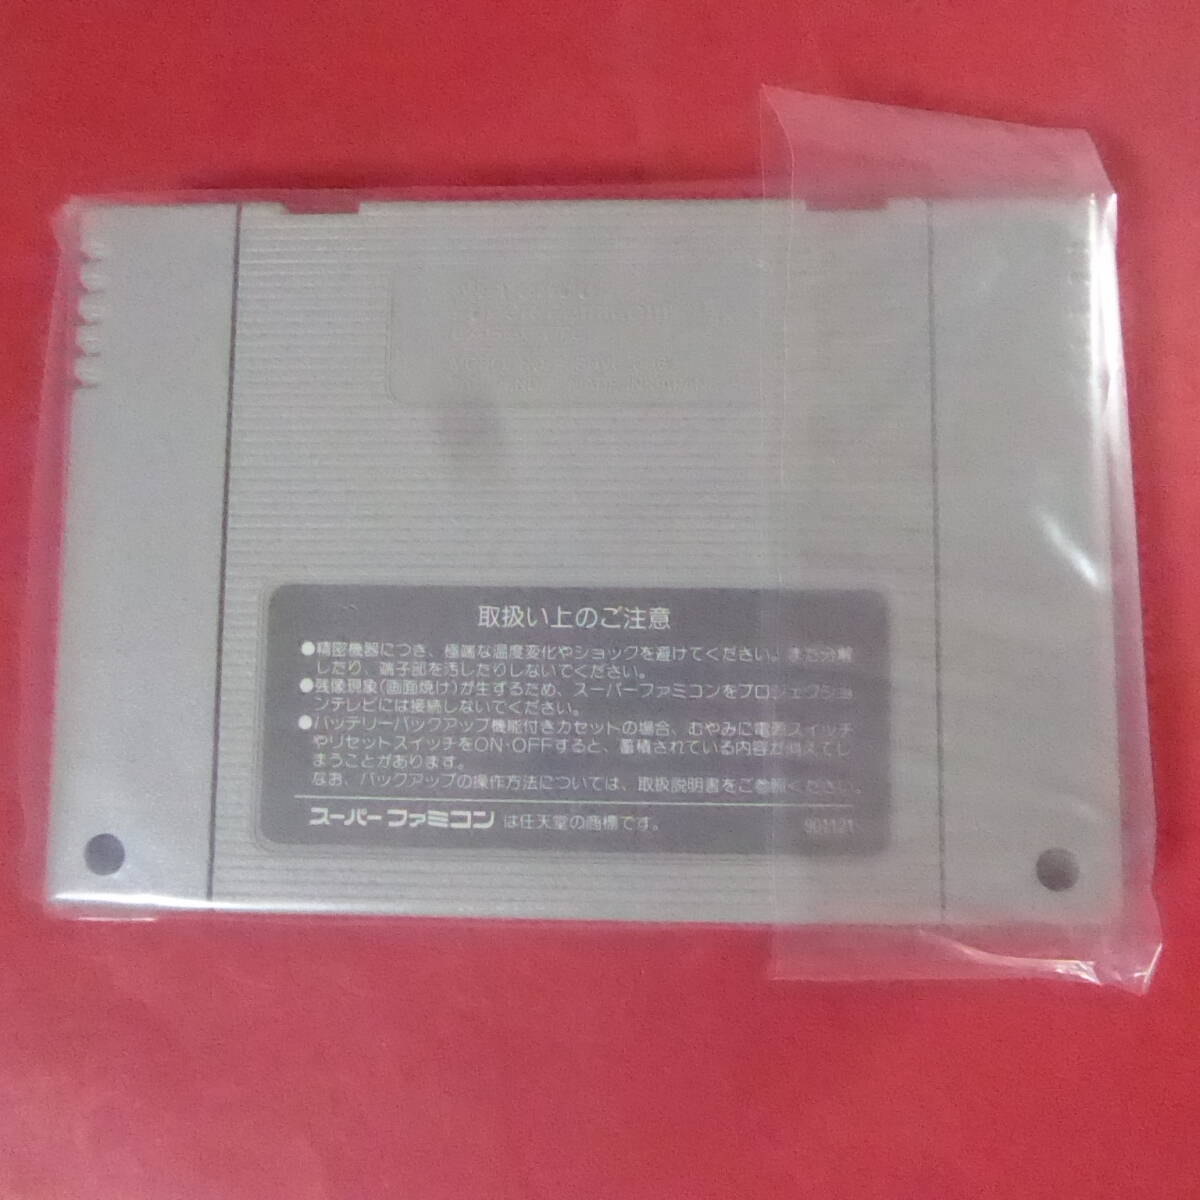 取扱い上のご注意
●精密機器につき、極端な温度変化やショックを避けてください。また分解
したり、端子部を汚したりしないでください。
●残像現象(画面焼け)が生ずるため、スーパーファミコンをプロジェクショ
ンテレビには接続しないでください。
●バッテリーバックアップ機能付きカセットの場合、むやみに電源スイッチ
やリセットスイッチをON・OFFすると、蓄積されている内容が消えてし
まうことがあります。
なお、バックアップの操作方法については、取扱説明書をご参照ください。
スーパーファミコン は任天堂の商標です。
901121